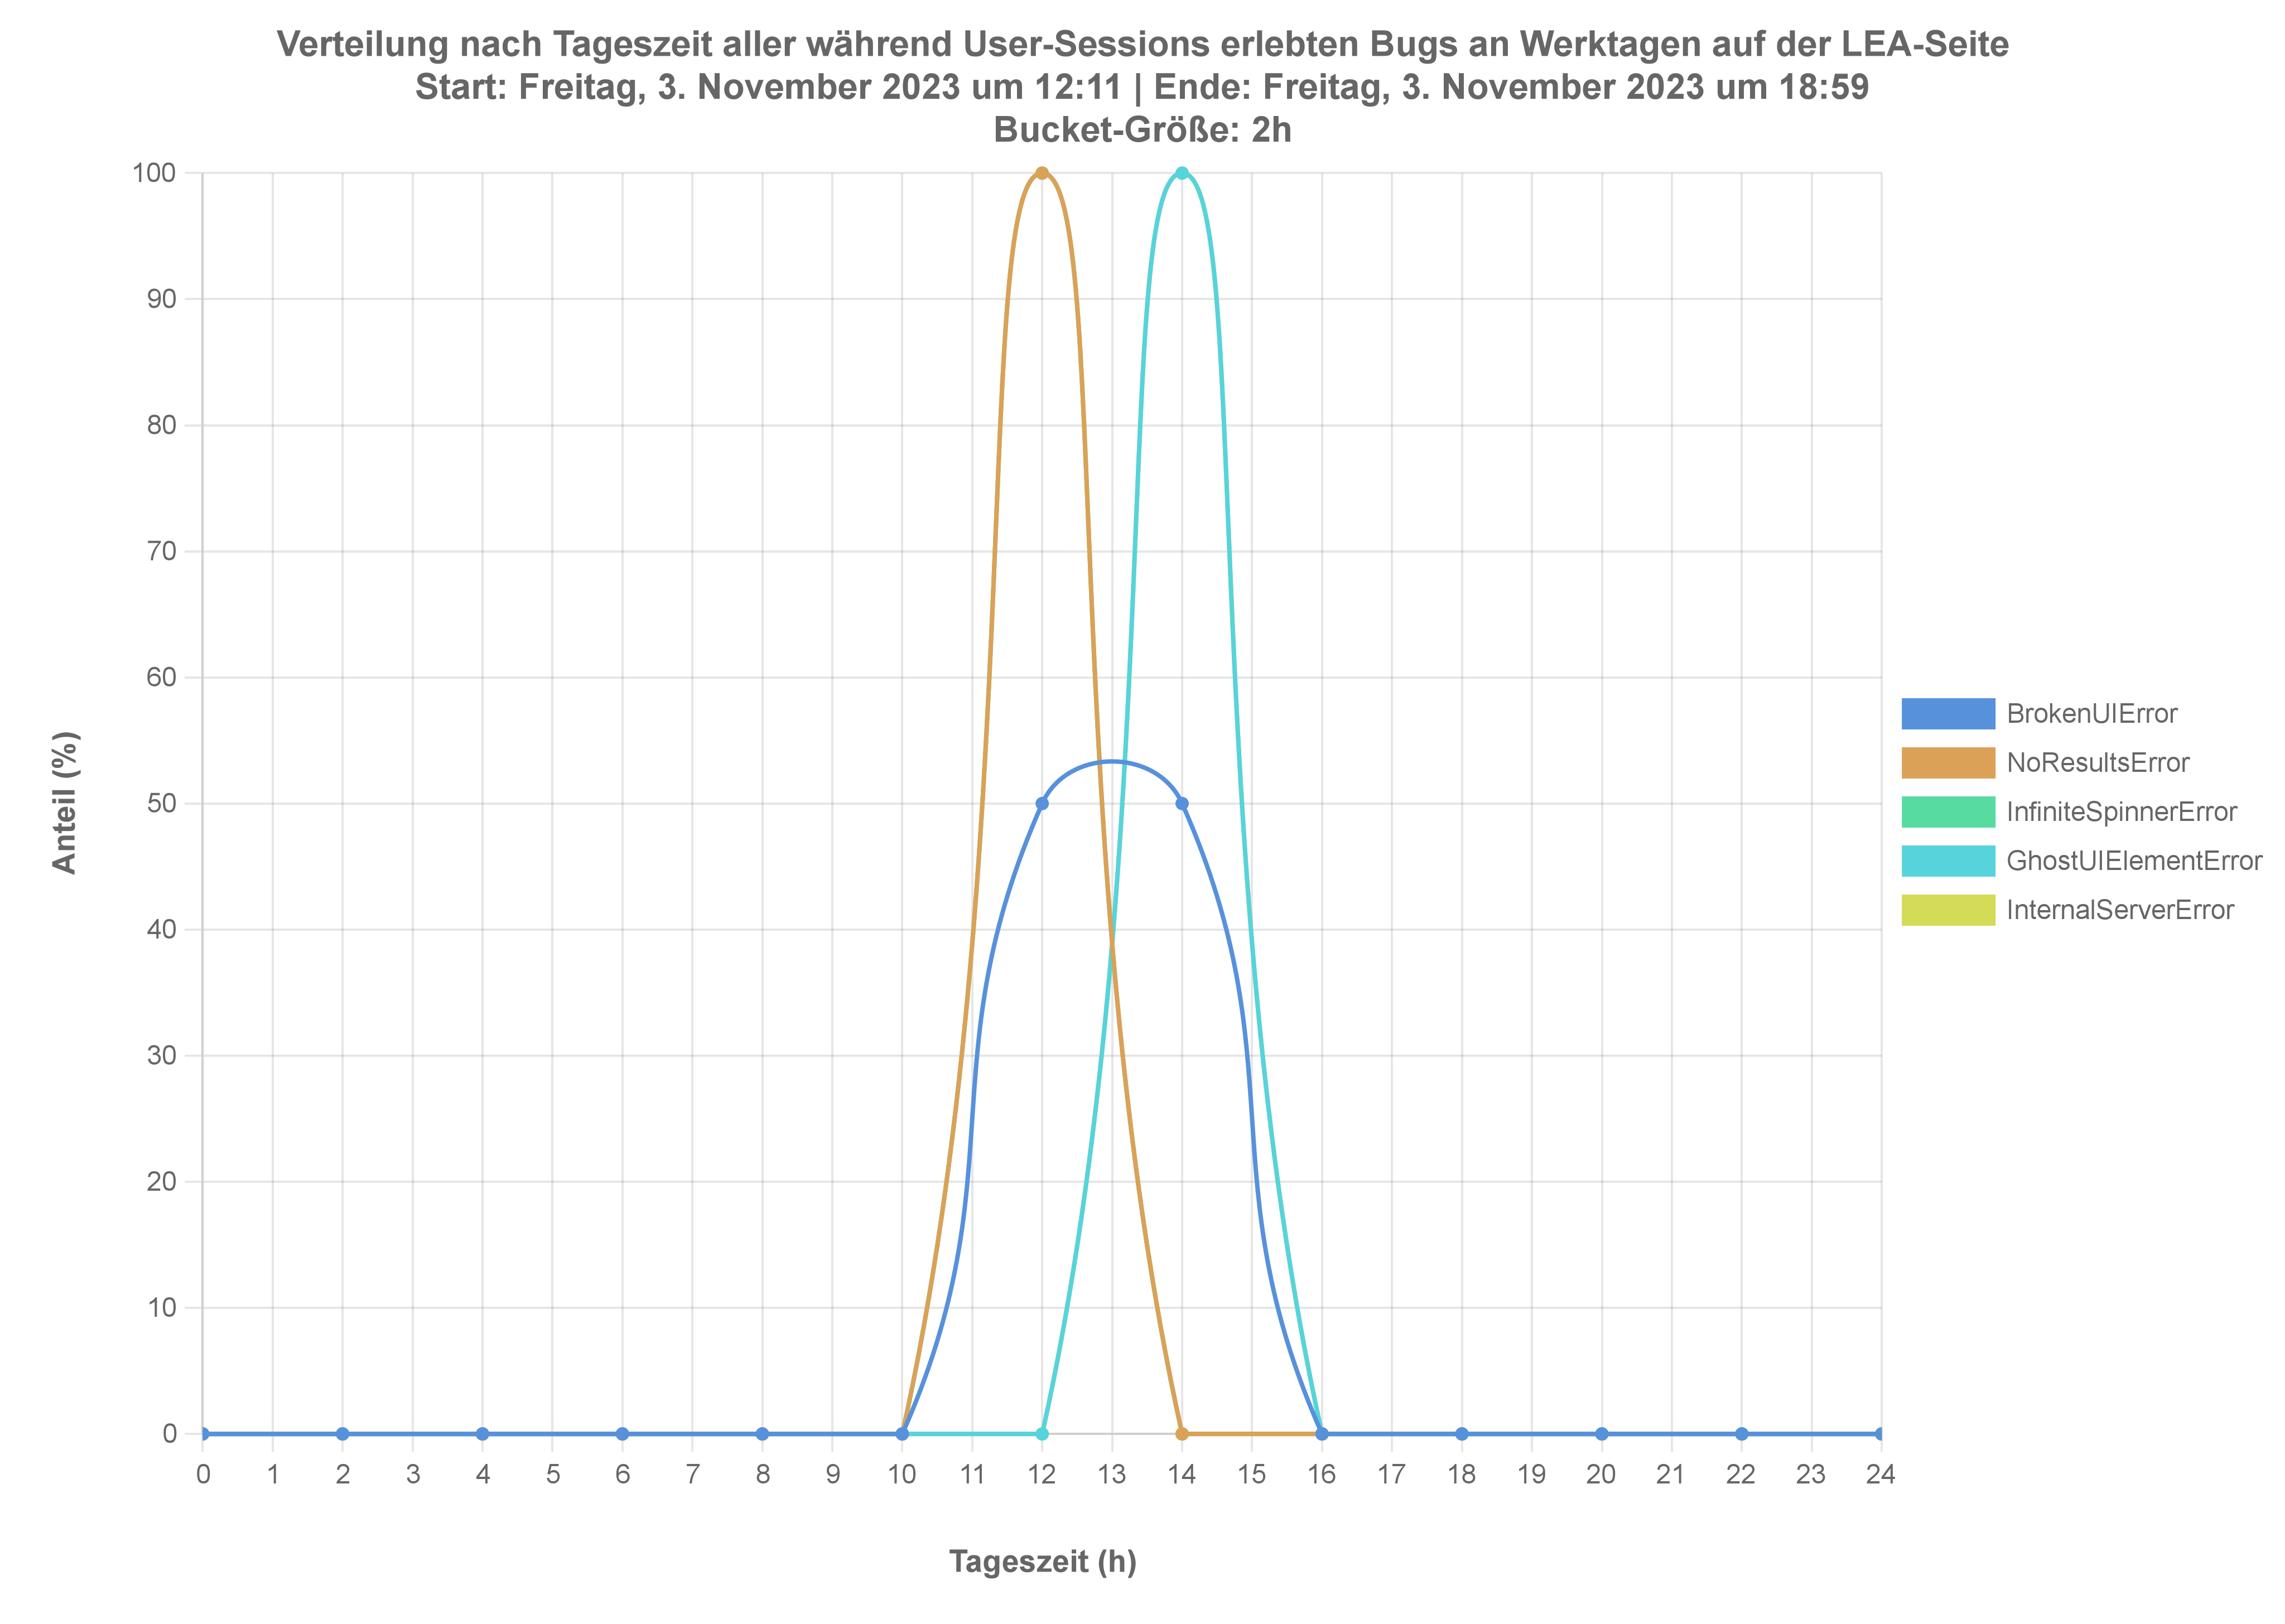 Verteilung nach Tageszeit aller während User-Sessions erlebten Bugs an Werktagen auf der LEA-Seite
Start: Freitag, 3. November 2023 um 12:11 | Ende: Freitag, 3. November 2023 um 18:59
Bucket-Größe: 2h
100
90
80
70
60
50
40
30
20
10
0
Anteil (%)
0 1 2 3 4 5 6 7 8 9 10 11 12 13 14 15 16 17 18 19 20 21 22 23 24
Tageszeit (h)
BrokenUIError
NoResultsError
InfiniteSpinnerError
GhostUIElementError
InternalServerError